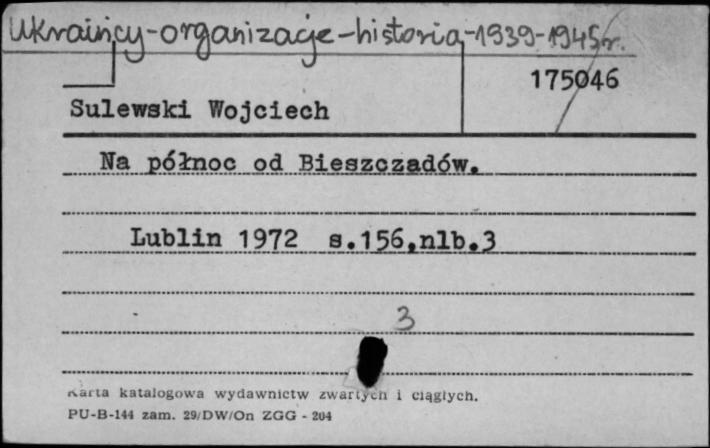 Ukraińcy-organizacje-historia-1939-1945r.
175046
Sulewski Wojciech
Na północ od Bieszczadów.
Lublin 1972 s.156,nlb.3
3
Karta katalogowa wydawnictw zwartych i ciągłych.
PU-B-144 zam. 29/DW/On ZGG - 204